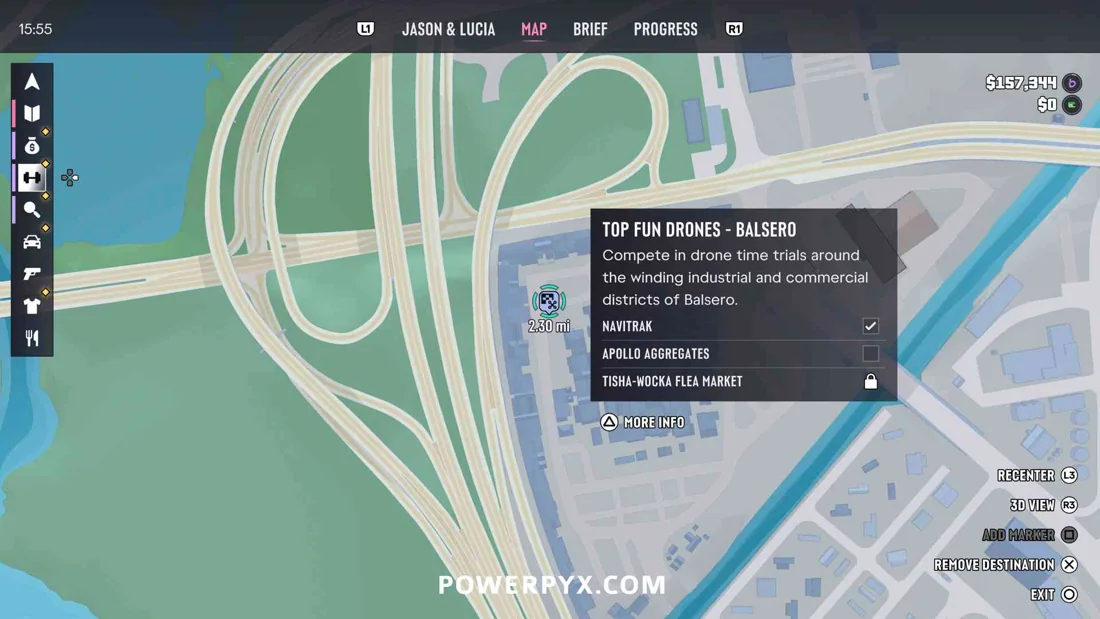 15:55
L1
JASON & LUCIA
MAP
BRIEF
PROGRESS
R1
$157,344
$0
TOP FUN DRONES - BALSERO
Compete in drone time trials around
the winding industrial and commercial
districts of Balsero.
2.30 mi
NAVITRAK
APOLLO AGGREGATES
TISHA-WOCKA FLEA MARKET
MORE INFO
RECENTER L3
3D VIEW R3
ADD MARKER
REMOVE DESTINATION
EXIT
POWERPYX.COM